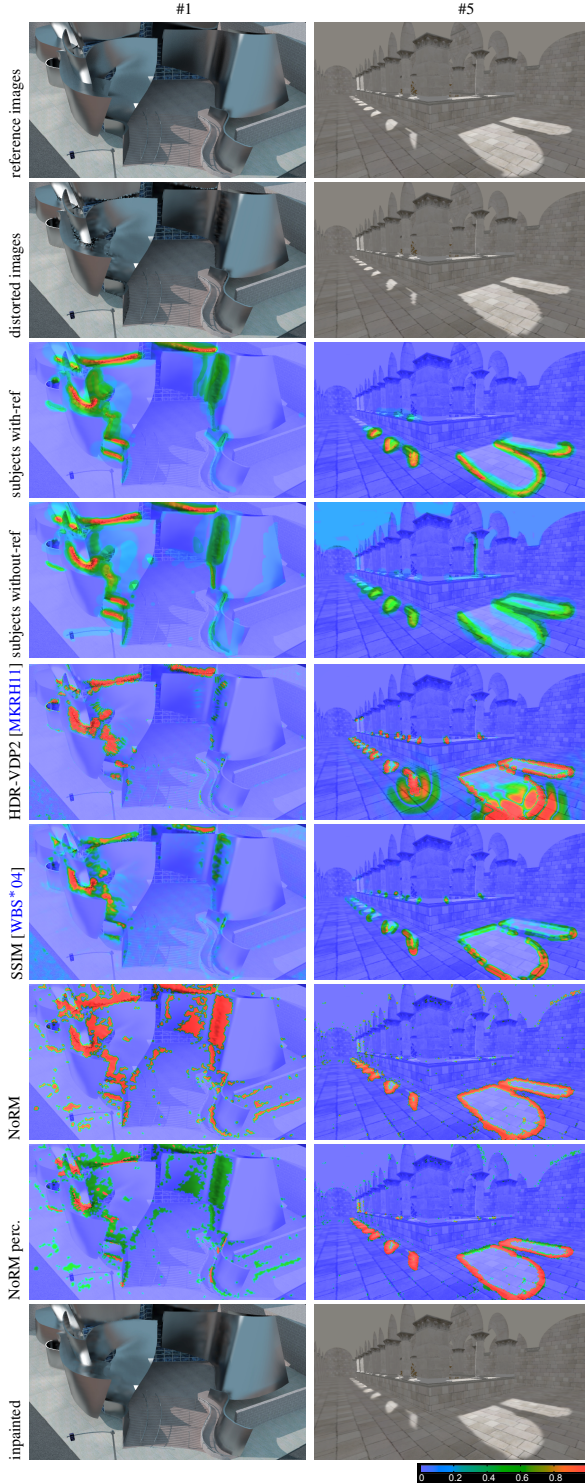 #1 #5
reference images
distorted images
subjects with-ref
subjects without-ref
HDR-VDP2 [MKRH11]
SSIM [WBS*04]
NoRM
NoRM perc.
inpainted
0 0.2 0.4 0.6 0.8